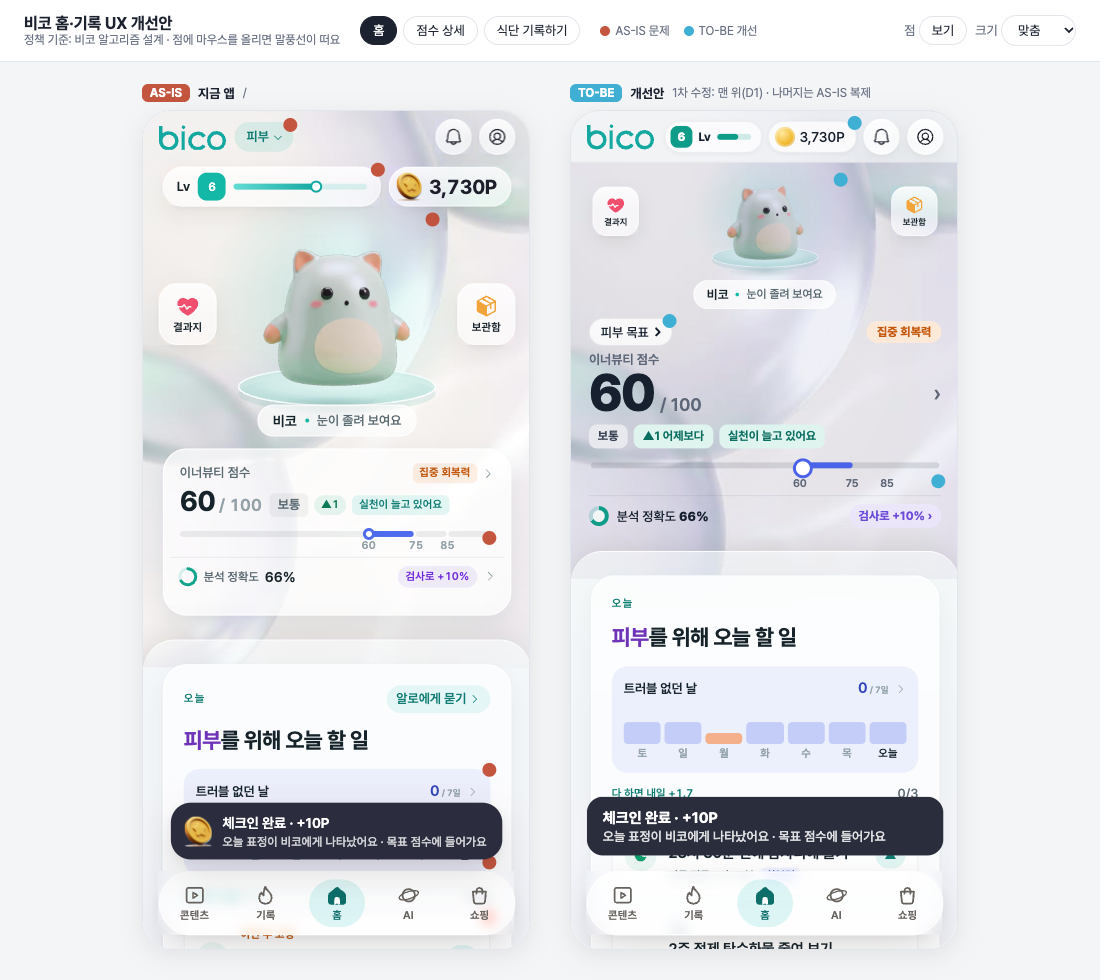 비코 홈·기록 UX 개선안
정책 기준: 비코 알고리즘 설계 · 점에 마우스를 올리면 말풍선이 떠요
홈
점수 상세
식단 기록하기
AS-IS 문제
TO-BE 개선
점
보기
크기
맞춤
AS-IS 지금 앱 /
bico
피부
Lv 6
3,730P
결과지
보관함
비코 • 눈이 졸려 보여요
이너뷰티 점수
집중 회복력
60 / 100 보통 ▲1 실천이 늘고 있어요
60 75 85
분석 정확도 66%
검사로 +10%
오늘
알로에게 묻기
피부를 위해 오늘 할 일
트러블 없던 날
0 / 7일
체크인 완료 · +10P
오늘 표정이 비코에게 나타났어요 · 목표 점수에 들어가요
콘텐츠 기록 홈 AI 쇼핑
TO-BE 개선안 1차 수정: 맨 위(D1) · 나머지는 AS-IS 복제
bico
6 Lv
3,730P
결과지
보관함
비코 • 눈이 졸려 보여요
피부 목표
집중 회복력
이너뷰티 점수
60 / 100
보통 ▲1 어제보다 실천이 늘고 있어요
60 75 85
분석 정확도 66%
검사로 +10% ›
오늘
피부를 위해 오늘 할 일
트러블 없던 날
0 / 7일
토 일 월 화 수 목 오늘
다 하면 내일 +1.7
0/3
체크인 완료 · +10P
오늘 표정이 비코에게 나타났어요 · 목표 점수에 들어가요
콘텐츠 기록 홈 AI 쇼핑
2주 정제 탄수화물 줄여 보기